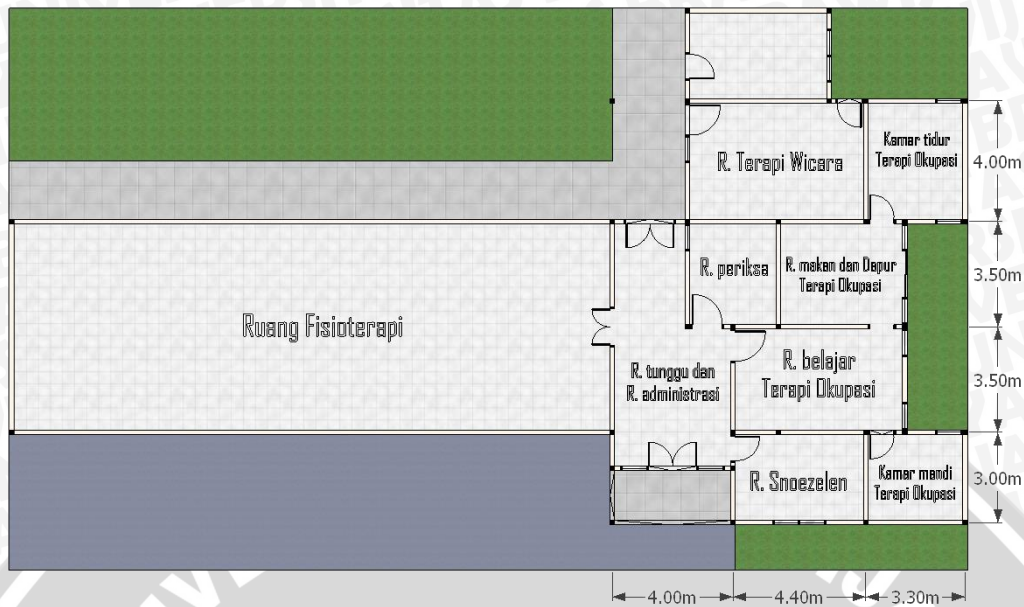 R. Terapi Wicara
Kamar tidur
Terapi Okupasi
4.00m
R. periksa
R. makan dan Dapur
Terapi Okupasi
3.50m
Ruang Fisioterapi
R. tunggu dan
R. administrasi
R. belajar
Terapi Okupasi
3.50m
R. Snoezelen
Kamar mandi
Terapi Okupasi
3.00m
4.00m
4.40m
3.30m